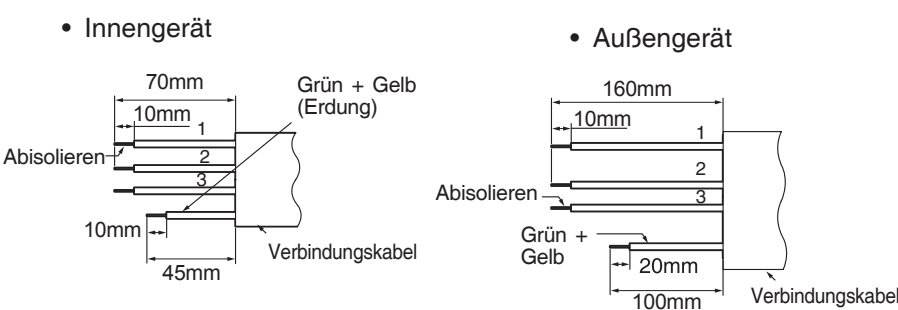 • Innengerät
70mm
Grün + Gelb
(Erdung)
10mm
1
Abisolieren
2
3
10mm
Verbindungskabel
45mm
• Außengerät
160mm
10mm
1
2
Abisolieren
3
Grün +
Gelb
20mm
Verbindungskabel
100mm